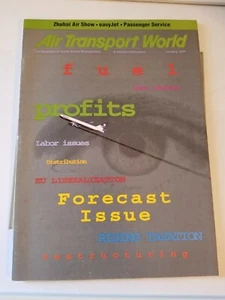 Zhuhai Air Show • easyJet • Passenger Service
Air Transport World
fuel
profits
Labor issues
Distribution
EU LIBERALIZATION
Forecast
Issue
TAXATION
restructuring